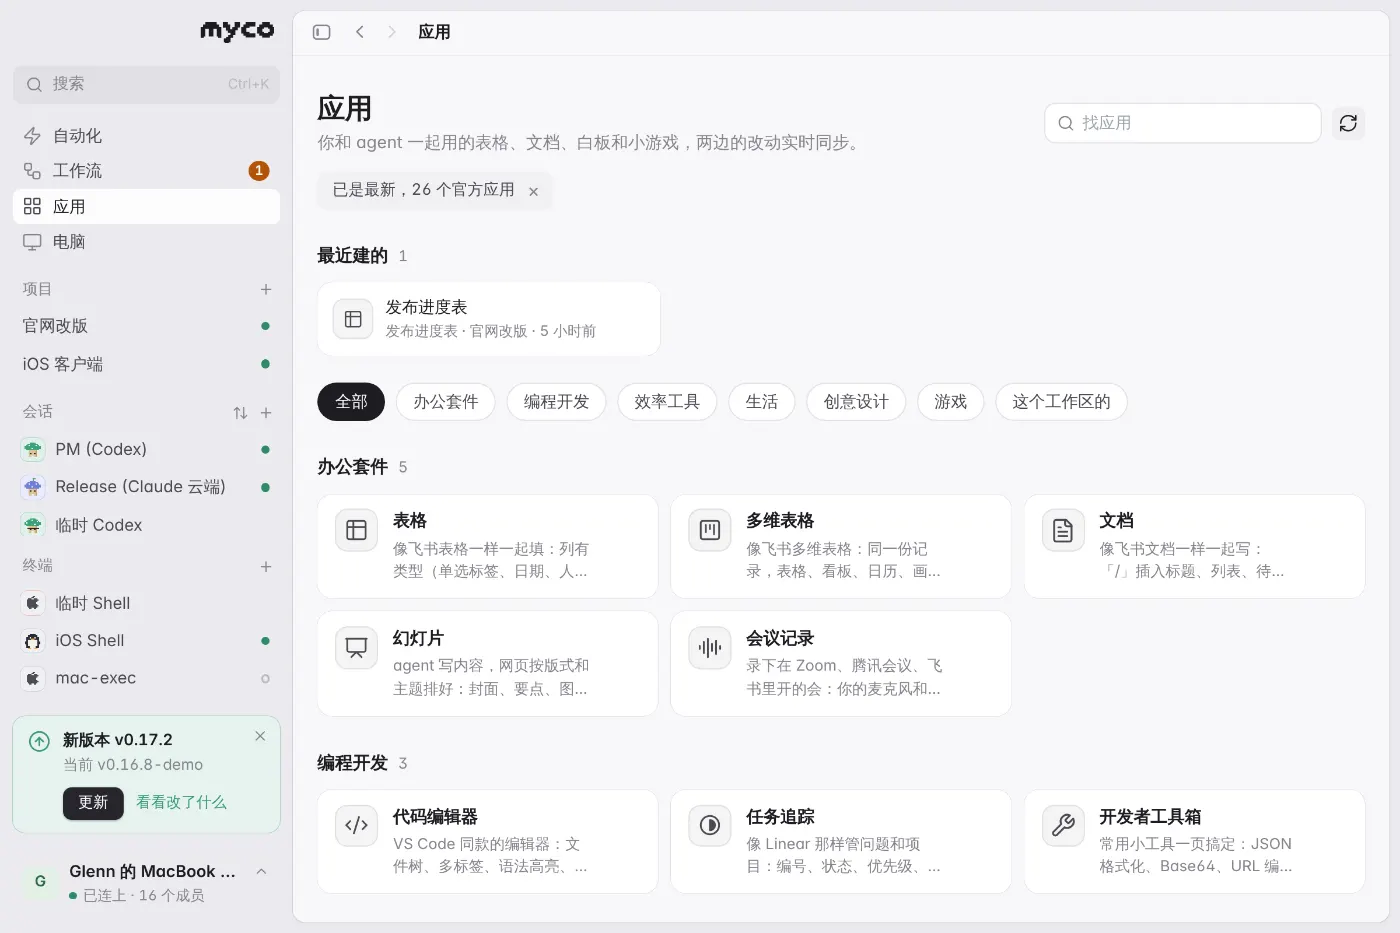 myco
搜索
Ctrl+K
自动化
工作流
1
应用
电脑
项目
官网改版
iOS 客户端
会话
PM (Codex)
Release (Claude 云端)
临时 Codex
终端
临时 Shell
iOS Shell
mac-exec
新版本 v0.17.2
当前 v0.16.8-demo
更新
看看改了什么
G
Glenn 的 MacBook ...
已连上 · 16 个成员
应用
应用
你和 agent 一起用的表格、文档、白板和小游戏，两边的改动实时同步。
找应用
已是最新，26 个官方应用
最近建的 1
发布进度表
发布进度表 · 官网改版 · 5 小时前
全部
办公套件
编程开发
效率工具
生活
创意设计
游戏
这个工作区的
办公套件 5
表格
像飞书表格一样一起填：列有
类型（单选标签、日期、人...
多维表格
像飞书多维表格：同一份记
录，表格、看板、日历、画...
文档
像飞书文档一样一起写：
「/」插入标题、列表、待...
幻灯片
agent 写内容，网页按版式和
主题排好：封面、要点、图...
会议记录
录下在 Zoom、腾讯会议、飞
书里开的会：你的麦克风和...
编程开发 3
代码编辑器
VS Code 同款的编辑器：文
件树、多标签、语法高亮、...
任务追踪
像 Linear 那样管问题和项
目：编号、状态、优先级、...
开发者工具箱
常用小工具一页搞定：JSON
格式化、Base64、URL 编...